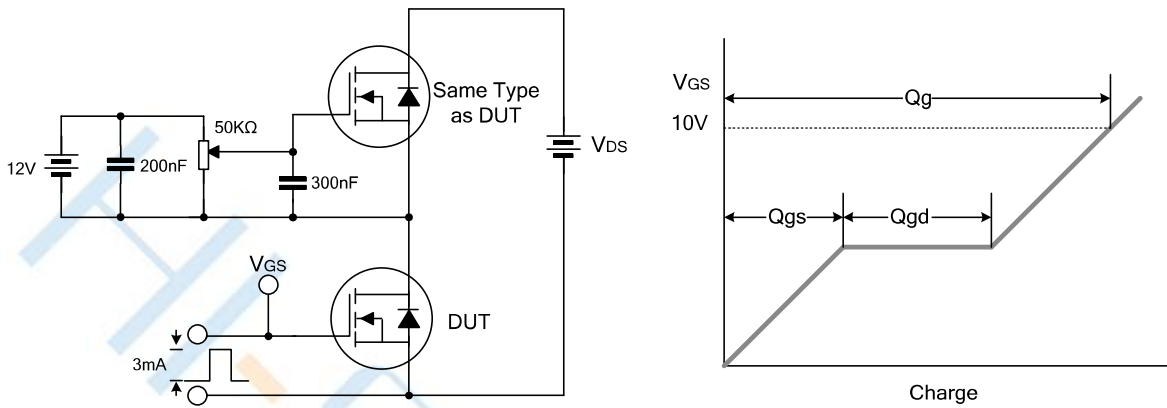 12V
200nF
50KΩ
300nF
Same Type
as DUT
VDS
VGS
3mA
DUT
VGS
10V
Qg
Qgs
Qgd
Charge